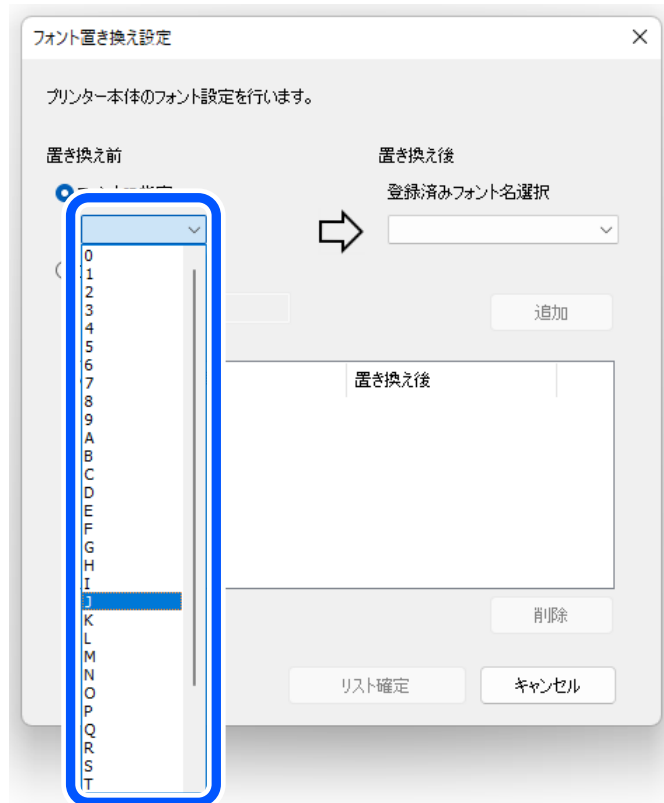 フォント置き換え設定
プリンター本体のフォント設定を行います。
置き換え前
置き換え後
登録済みフォント名選択
0
1
2
3
4
5
6
7
8
9
A
B
C
D
E
F
G
H
I
J
K
L
M
N
O
P
Q
R
S
T
追加
置き換え後
削除
リスト確定
キャンセル